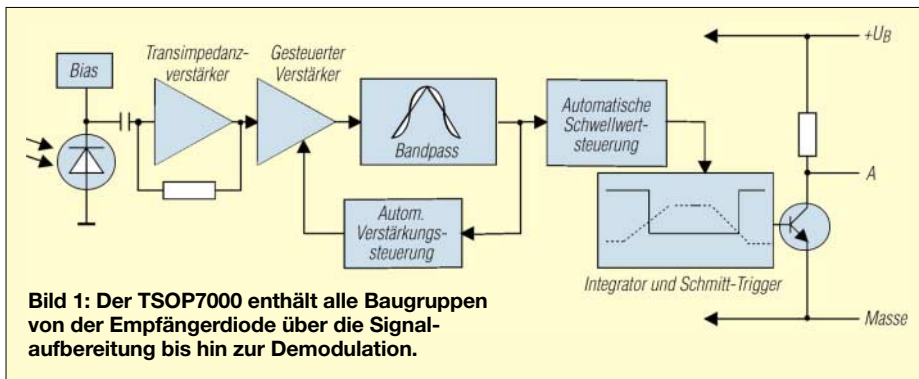 Transimpedanz-
verstärker
Gesteuerter
Verstärker
Bias
Bandpass
Automatische
Schwellwert-
steuerung
Autom.
Verstärkungs-
steuerung
Integrator und Schmitt-Trigger
+UB
A
Masse
Bild 1: Der TSOP7000 enthält alle Baugruppen
von der Empfängerdiode über die Signal-
aufbereitung bis hin zur Demodulation.